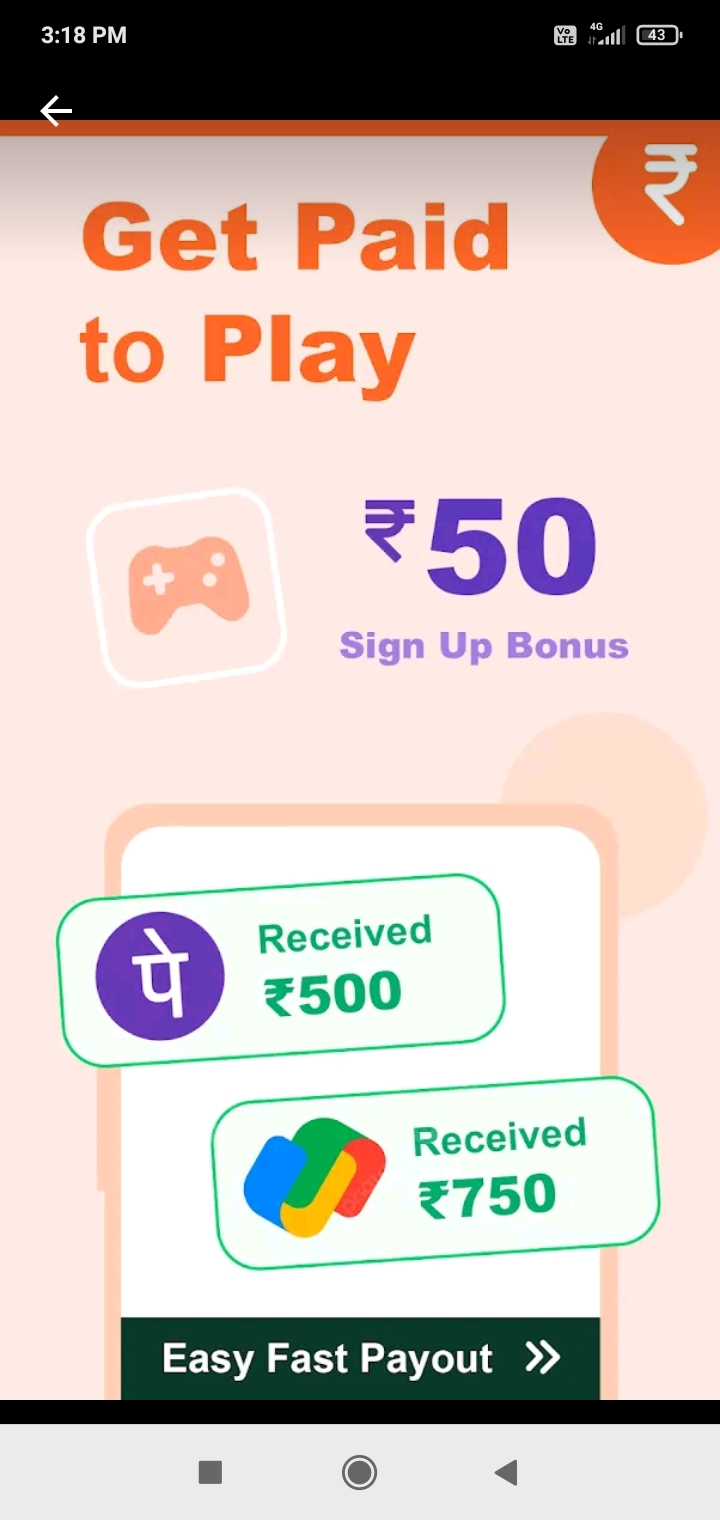 3:18 PM
Vo
LTE
4G
43
₹
Get Paid
to Play
₹50
Sign Up Bonus
पे
Received
₹500
Received
₹750
Easy Fast Payout